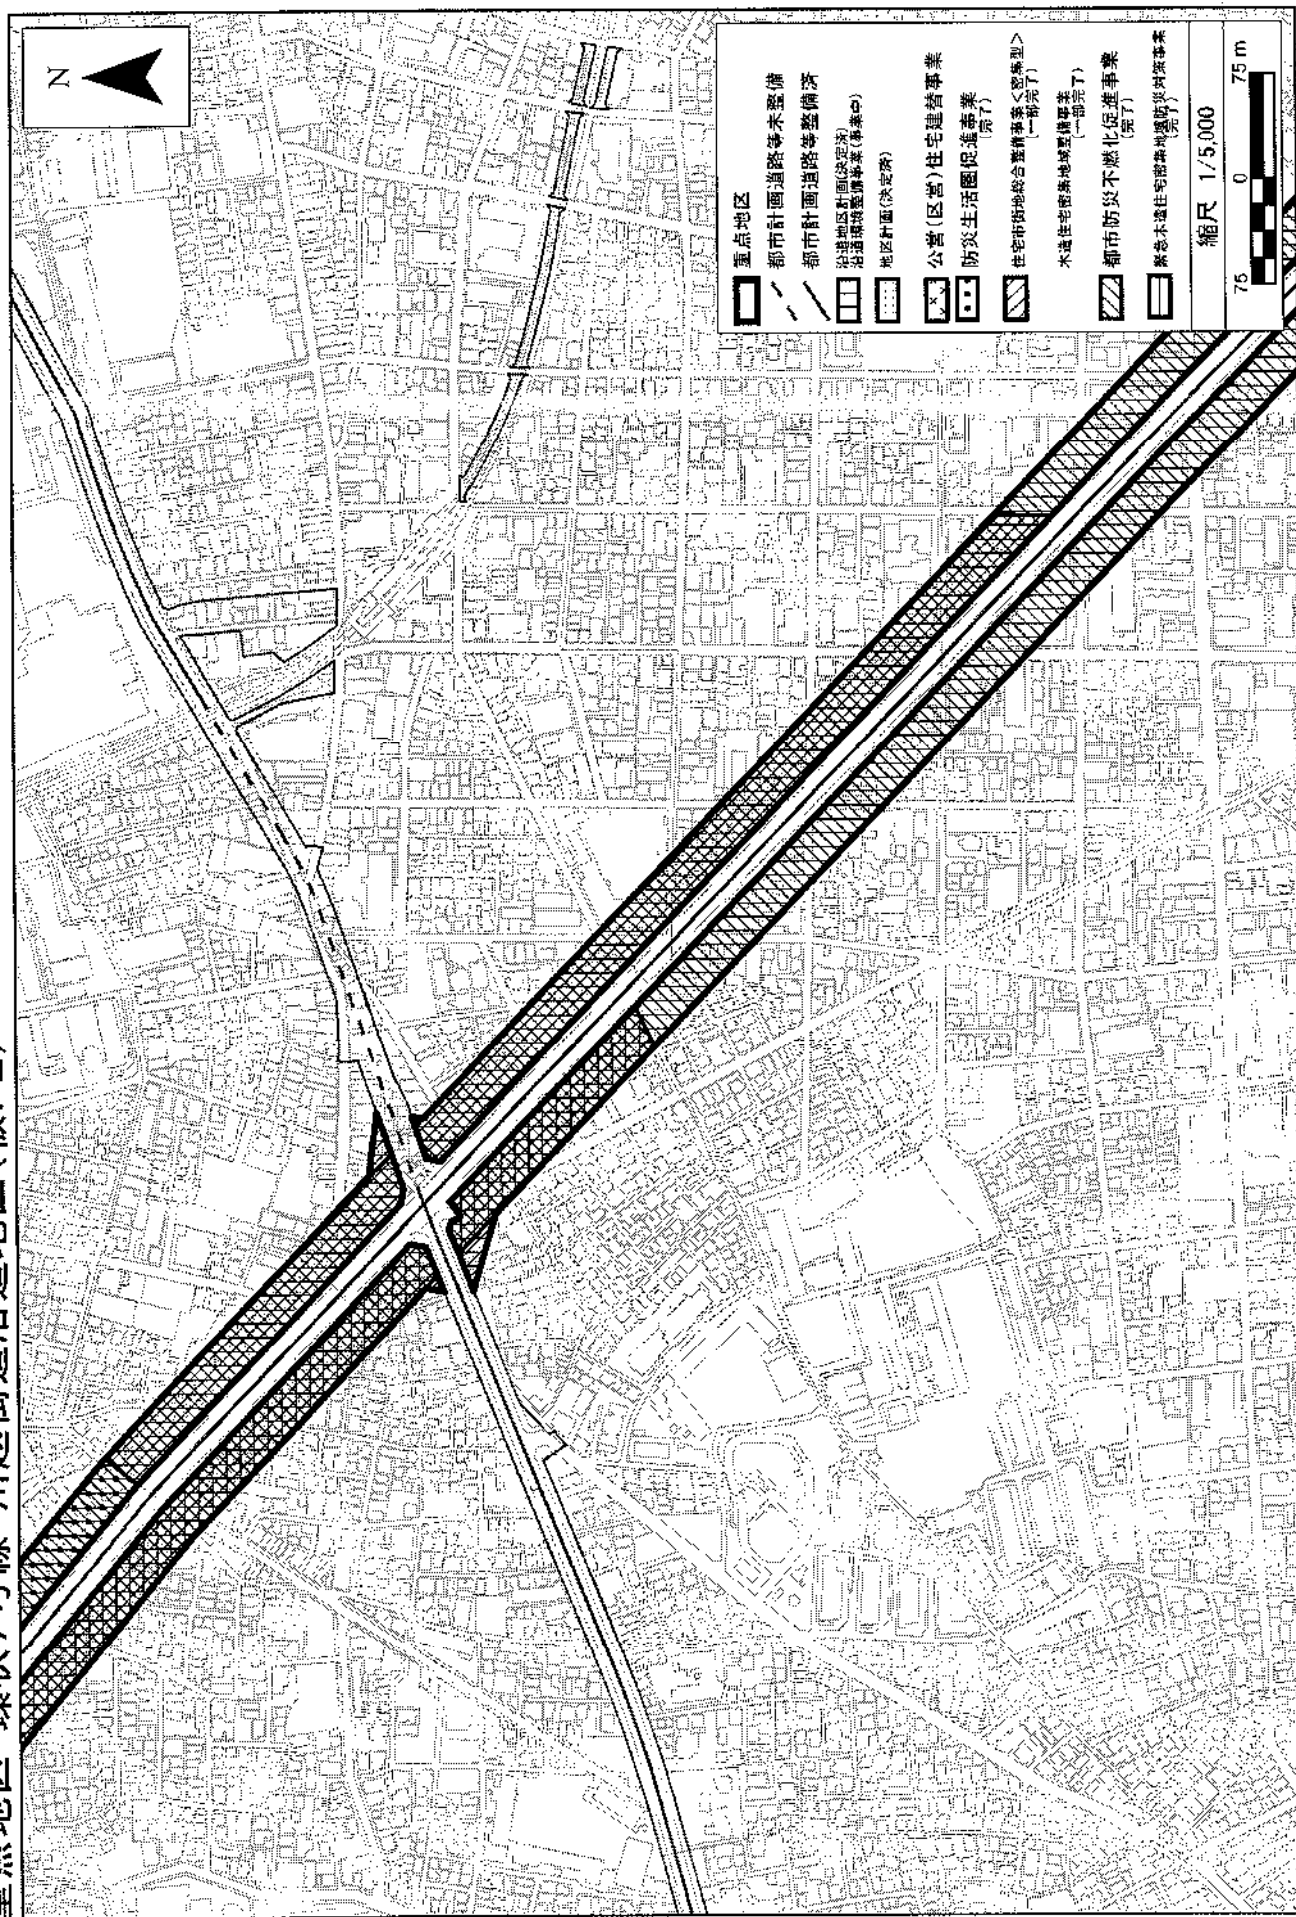 N
重点地区
都市計画道路等未整備
都市計画道路等整備済
沿道地区計画(決定済)
沿道環境整備事業(事業中)
地区計画(決定済)
公営(区営)住宅建替事業
防災生活圏促進事業
(完了)
住宅市街地総合整備事業<密集型>
(一部完了)
木造住宅密集地域整備事業
(一部完了)
都市防災不燃化促進事業
(完了)
緊急木造住宅密集地域防災対策事業
(完了)
縮尺 1/5,000
75 0 75 m